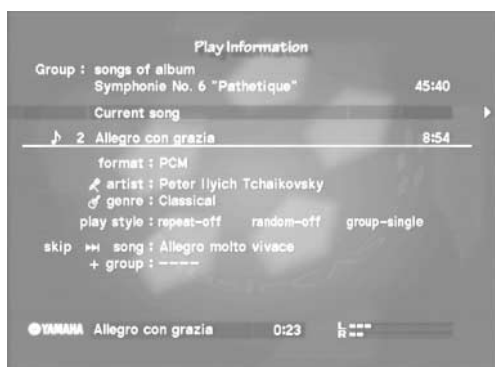 Play Information
Group : songs of album
Symphonie No. 6 "Pathetique" 45:40
Current song
2 Allegro con grazia 8:54
format : PCM
artist : Peter Ilyich Tchaikovsky
genre : Classical
play style : repeat-off random-off group-single
skip song : Allegro molto vivace
+ group : ----
YAMAHA Allegro con grazia 0:23 L
R